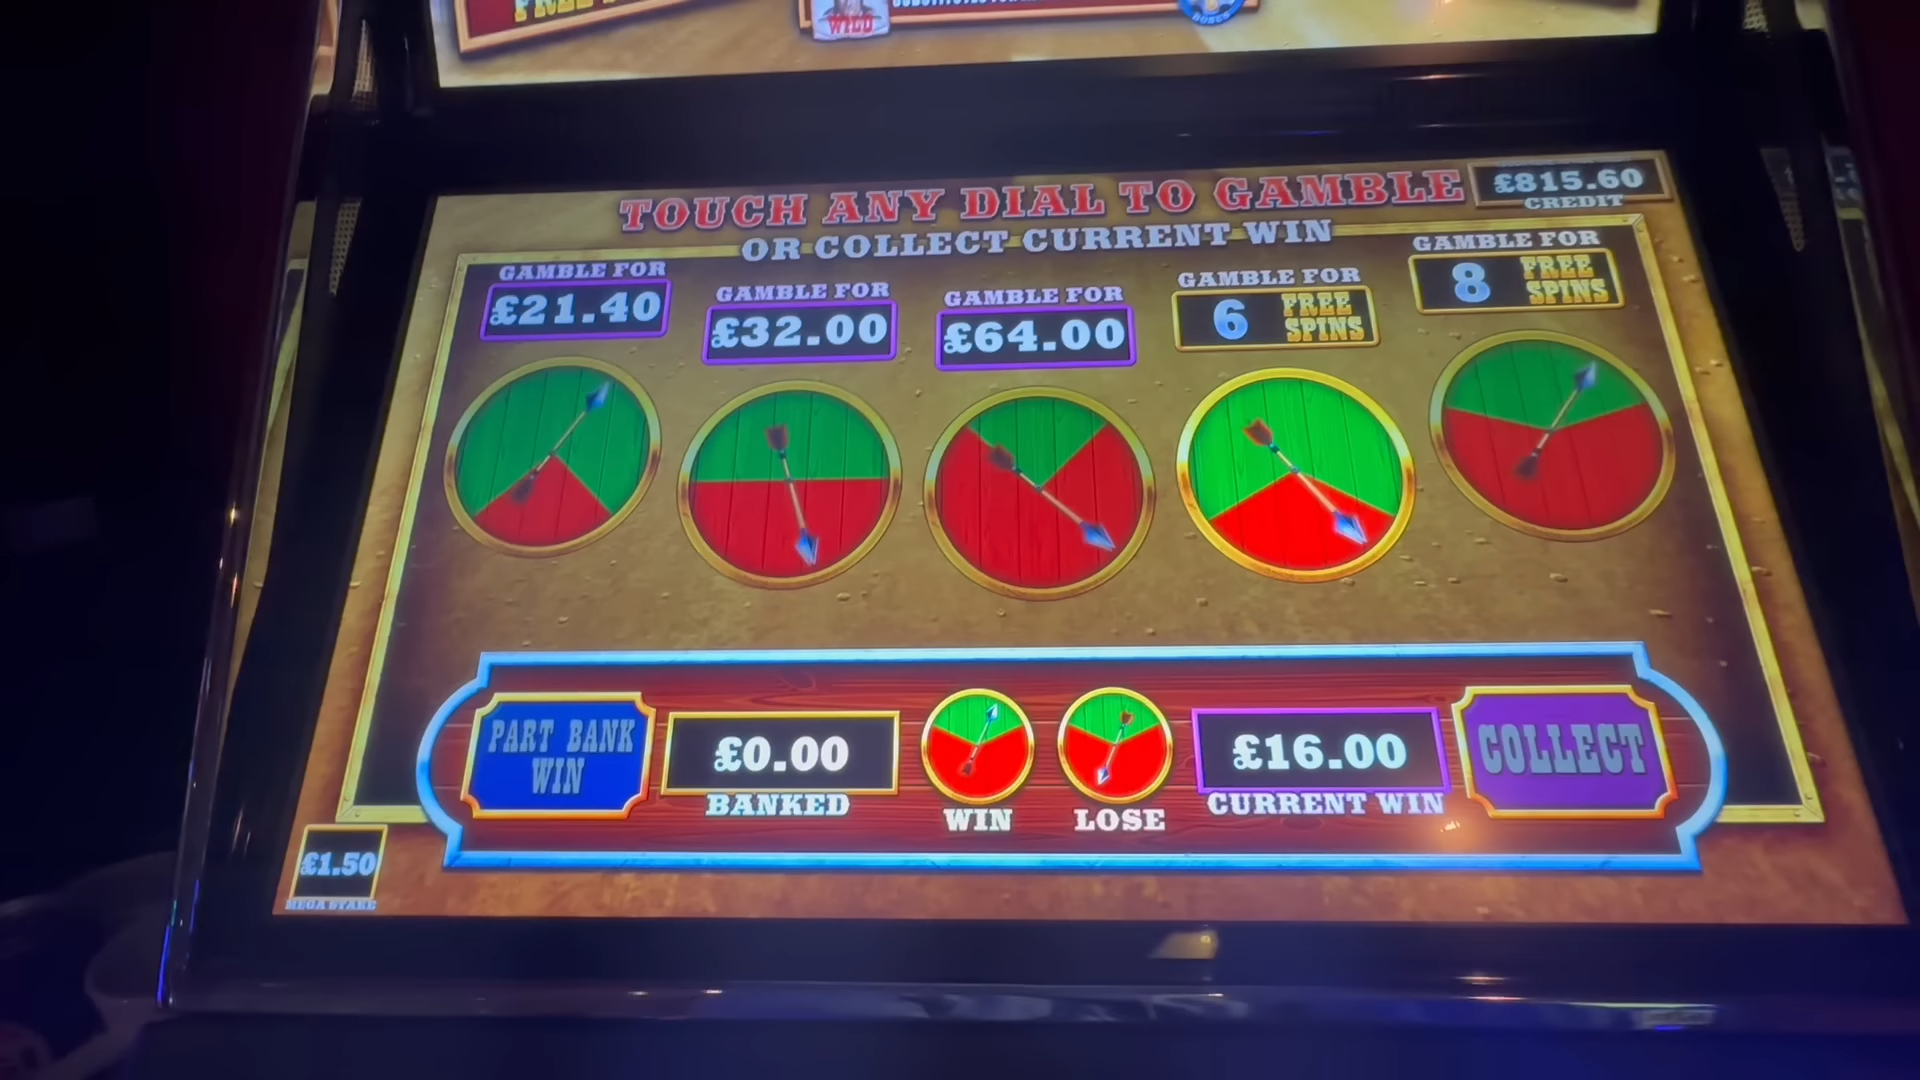 WILD
BONUS
TOUCH ANY DIAL TO GAMBLE
OR COLLECT CURRENT WIN
£815.60
CREDIT
GAMBLE FOR
£21.40
GAMBLE FOR
£32.00
GAMBLE FOR
£64.00
GAMBLE FOR
6 FREE SPINS
GAMBLE FOR
8 FREE SPINS
PART BANK
WIN
£0.00
BANKED
WIN
LOSE
£16.00
CURRENT WIN
COLLECT
£1.50
MEGA STAKE